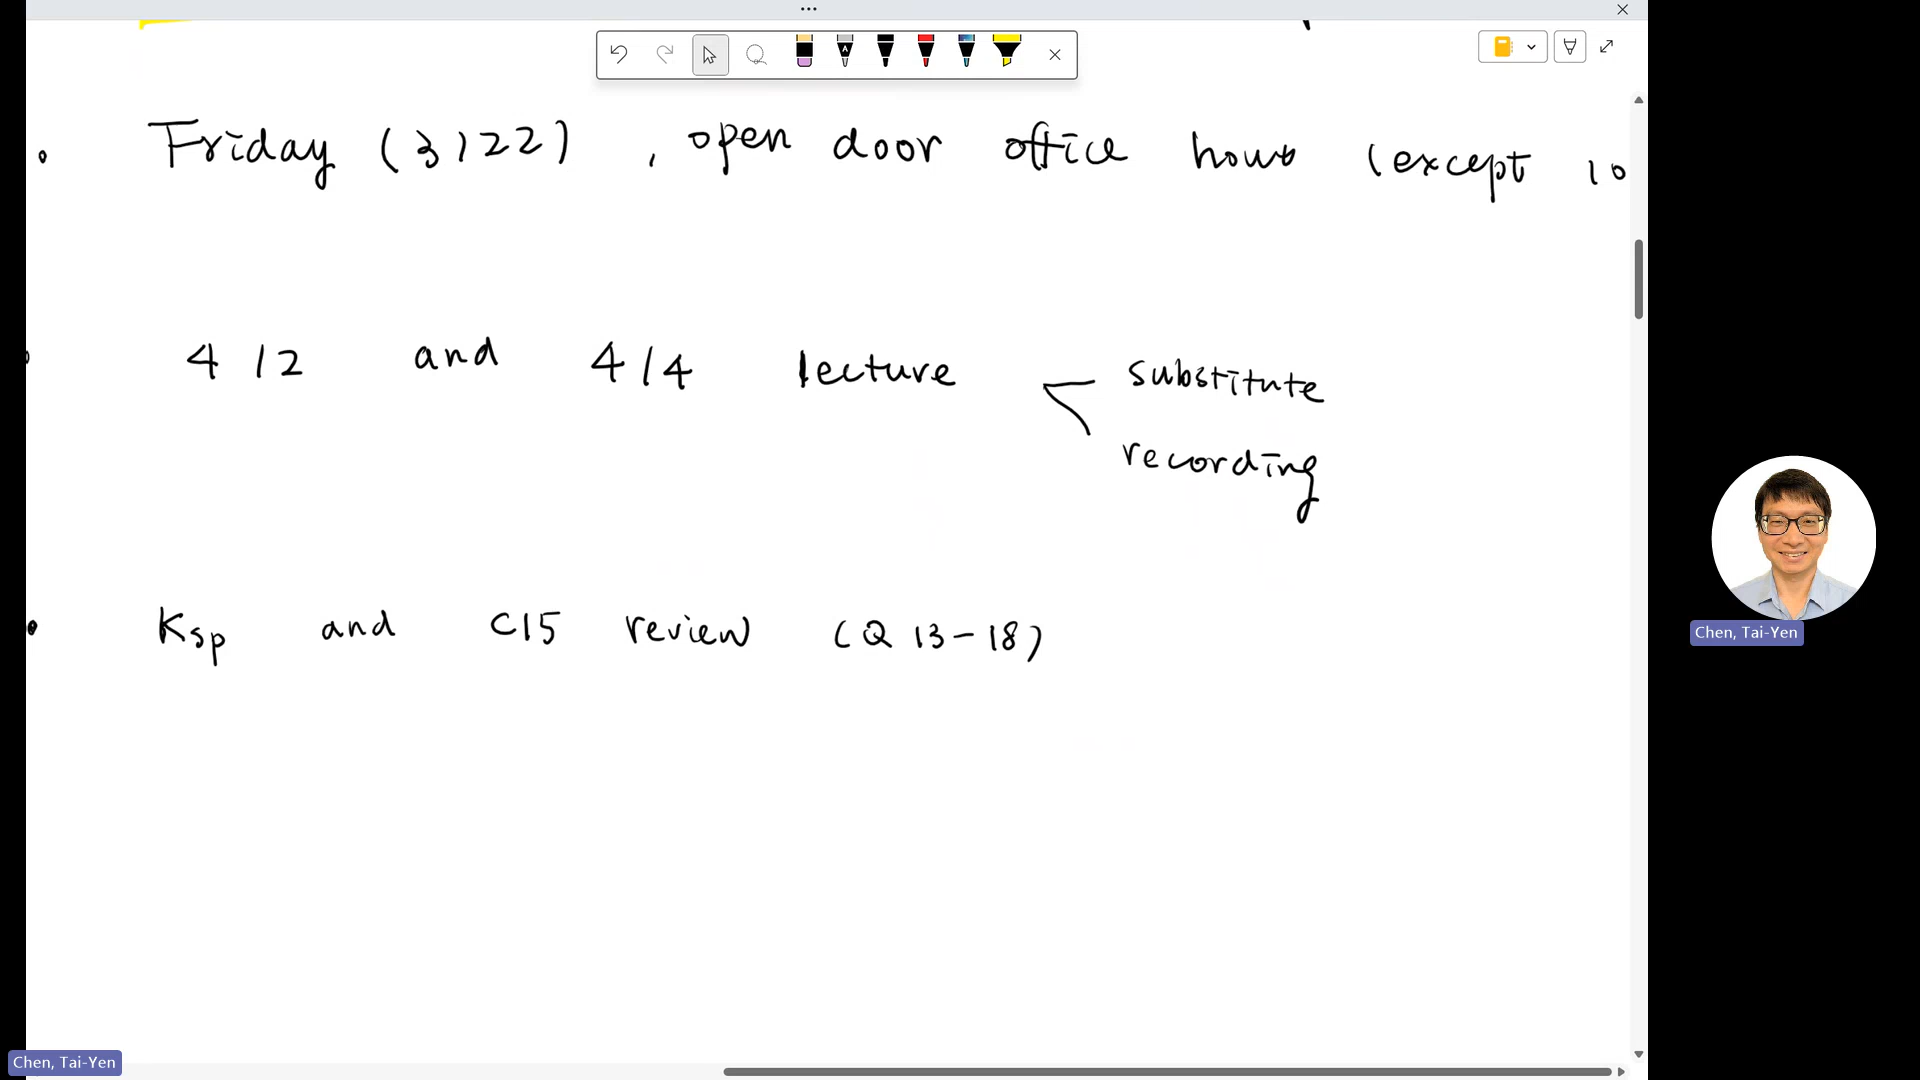 Friday (3/22), open door office hours (except 10
4/2 and 4/4 lecture < substitute
recording
Ksp and C15 review (Q 13-18)
Chen, Tai-Yen
Chen, Tai-Yen